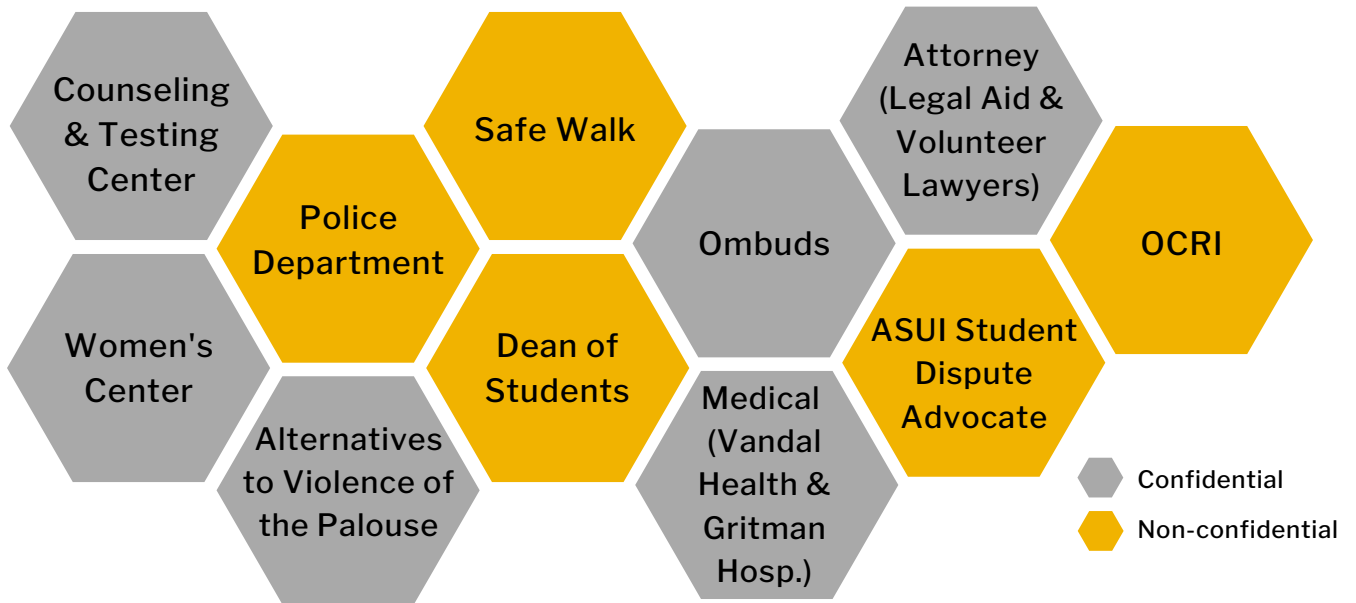 Counseling
& Testing
Center
Police
Department
Safe Walk
Ombuds
Attorney
(Legal Aid &
Volunteer
Lawyers)
OCRI
Women's
Center
Alternatives
to Violence of
the Palouse
Dean of
Students
Medical
(Vandal
Health &
Gritman
Hosp.)
ASUI Student
Dispute
Advocate
Confidential
Non-confidential